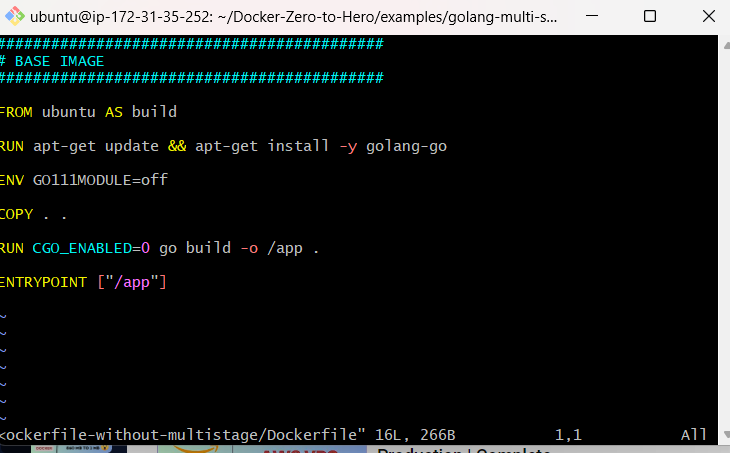 ubuntu@ip-172-31-35-252: ~/Docker-Zero-to-Hero/examples/golang-multi-s...
###########################################
# BASE IMAGE
###########################################
FROM ubuntu AS build
RUN apt-get update && apt-get install -y golang-go
ENV GO111MODULE=off
COPY . .
RUN CGO_ENABLED=0 go build -o /app .
ENTRYPOINT ["/app"]
~
~
~
~
~
~
~
<ockerfile-without-multistage/Dockerfile" 16L, 266B 1,1 All